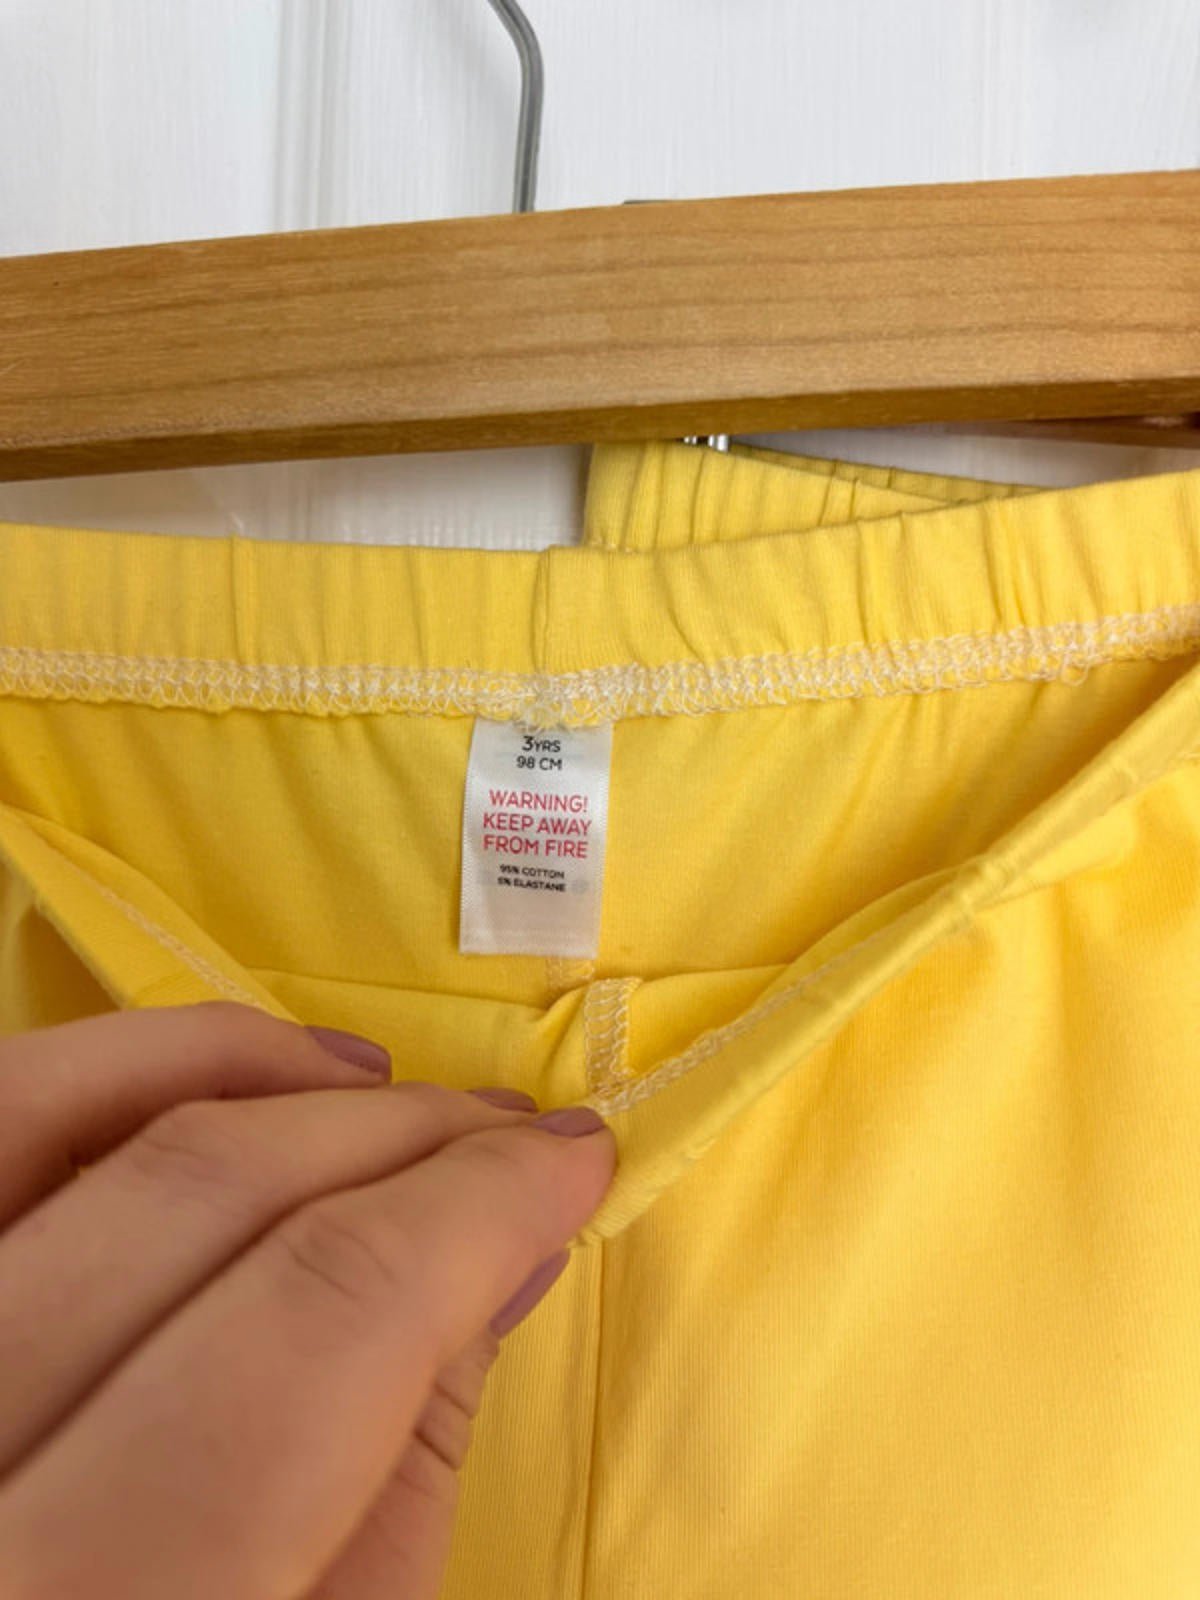 3YRS
98 CM
WARNING!
KEEP AWAY
FROM FIRE
95% COTTON
5% ELASTANE